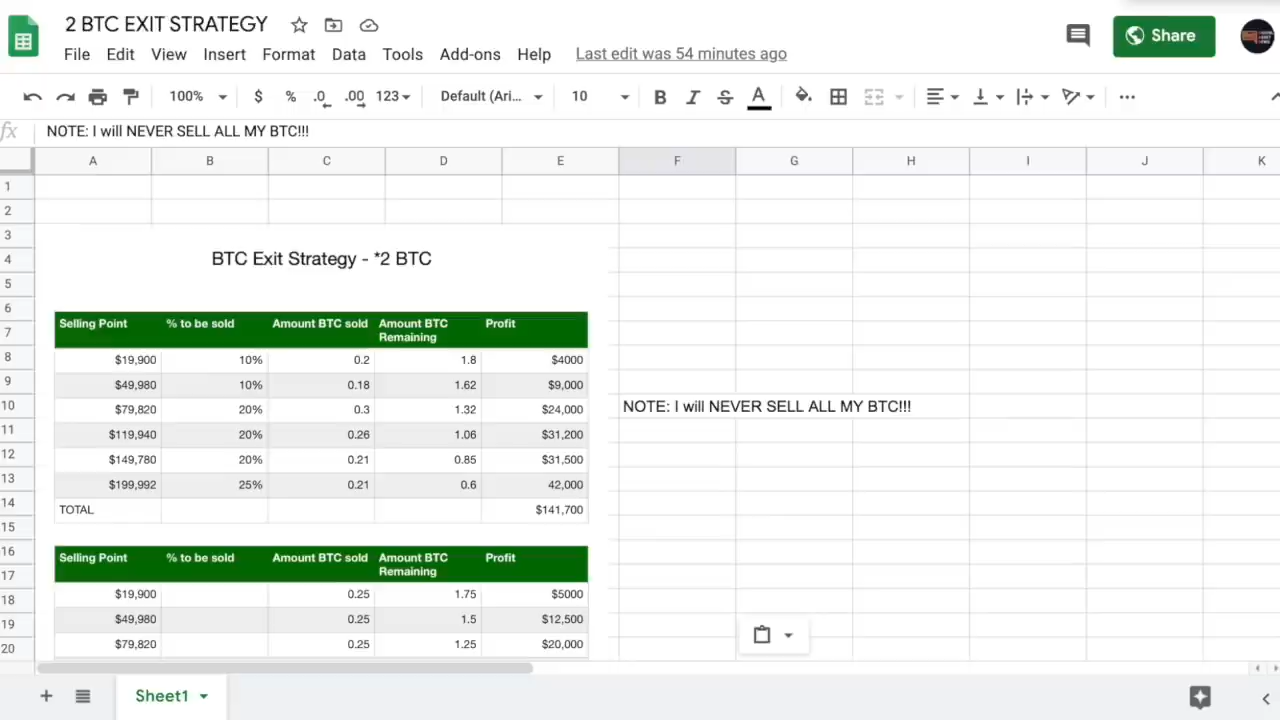 2 BTC EXIT STRATEGY
File Edit View Insert Format Data Tools Add-ons Help Last edit was 54 minutes ago
Share
100% $ % .0 .00 123 Default (Ari... 10 B I S A
fx NOTE: I will NEVER SELL ALL MY BTC!!!
A B C D E F G H I J K
1
2
3
4
5
6
7
8
9
10
11
12
13
14
15
16
17
18
19
20
BTC Exit Strategy - *2 BTC
Selling Point % to be sold Amount BTC sold Amount BTC Remaining Profit
$19,900 10% 0.2 1.8 $4000
$49,980 10% 0.18 1.62 $9,000
$79,820 20% 0.3 1.32 $24,000
$119,940 20% 0.26 1.06 $31,200
$149,780 20% 0.21 0.85 $31,500
$199,992 25% 0.21 0.6 42,000
TOTAL $141,700
NOTE: I will NEVER SELL ALL MY BTC!!!
Selling Point % to be sold Amount BTC sold Amount BTC Remaining Profit
$19,900 0.25 1.75 $5000
$49,980 0.25 1.5 $12,500
$79,820 0.25 1.25 $20,000
Sheet1